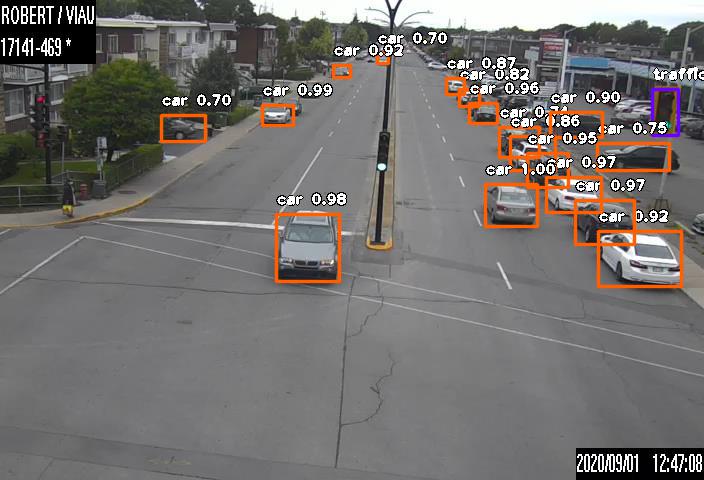 ROBERT / VIAU
17141-469 *
car 0.70
car 0.92
car 0.70
car 0.99
car 0.87
car 0.82
car 0.96
car 0.90
traffic
0.86
car 0.95
car 0.75
car 0.97
car 1.00
car 0.98
car 0.97
car 0.92
2020/09/01 12:47:08